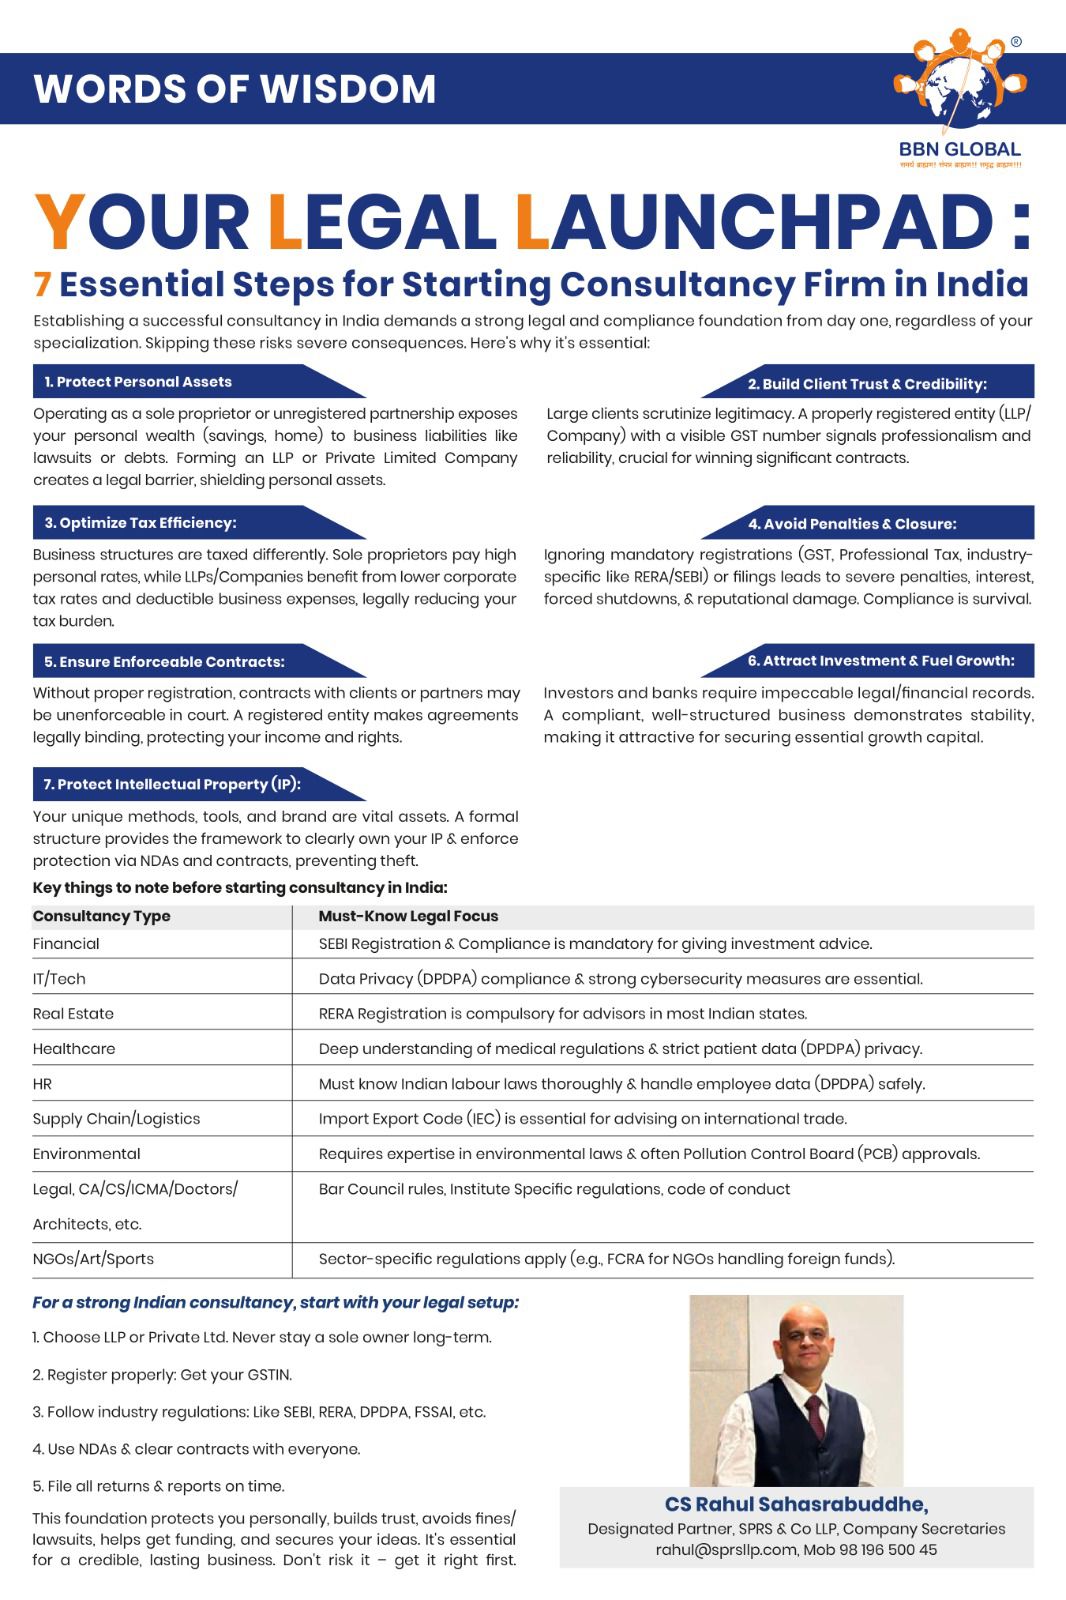 WORDS OF WISDOM
®
BBN GLOBAL
समर्थ ब्राह्मण! संपन्न ब्राह्मण!! समृद्ध ब्राह्मण!!!
YOUR LEGAL LAUNCHPAD :
7 Essential Steps for Starting Consultancy Firm in India
Establishing a successful consultancy in India demands a strong legal and compliance foundation from day one, regardless of your
specialization. Skipping these risks severe consequences. Here's why it's essential:
1. Protect Personal Assets
Operating as a sole proprietor or unregistered partnership exposes
your personal wealth (savings, home) to business liabilities like
lawsuits or debts. Forming an LLP or Private Limited Company
creates a legal barrier, shielding personal assets.
2. Build Client Trust & Credibility:
Large clients scrutinize legitimacy. A properly registered entity (LLP/
Company) with a visible GST number signals professionalism and
reliability, crucial for winning significant contracts.
3. Optimize Tax Efficiency:
Business structures are taxed differently. Sole proprietors pay high
personal rates, while LLPs/Companies benefit from lower corporate
tax rates and deductible business expenses, legally reducing your
tax burden.
4. Avoid Penalties & Closure:
Ignoring mandatory registrations (GST, Professional Tax, industry-
specific like RERA/SEBI) or filings leads to severe penalties, interest,
forced shutdowns, & reputational damage. Compliance is survival.
5. Ensure Enforceable Contracts:
Without proper registration, contracts with clients or partners may
be unenforceable in court. A registered entity makes agreements
legally binding, protecting your income and rights.
6. Attract Investment & Fuel Growth:
Investors and banks require impeccable legal/financial records.
A compliant, well-structured business demonstrates stability,
making it attractive for securing essential growth capital.
7. Protect Intellectual Property (IP):
Your unique methods, tools, and brand are vital assets. A formal
structure provides the framework to clearly own your IP & enforce
protection via NDAs and contracts, preventing theft.
Key things to note before starting consultancy in India:
Consultancy Type Must-Know Legal Focus
Financial SEBI Registration & Compliance is mandatory for giving investment advice.
IT/Tech Data Privacy (DPDPA) compliance & strong cybersecurity measures are essential.
Real Estate RERA Registration is compulsory for advisors in most Indian states.
Healthcare Deep understanding of medical regulations & strict patient data (DPDPA) privacy.
HR Must know Indian labour laws thoroughly & handle employee data (DPDPA) safely.
Supply Chain/Logistics Import Export Code (IEC) is essential for advising on international trade.
Environmental Requires expertise in environmental laws & often Pollution Control Board (PCB) approvals.
Legal, CA/CS/ICMA/Doctors/ Bar Council rules, Institute Specific regulations, code of conduct
Architects, etc.
NGOs/Art/Sports Sector-specific regulations apply (e.g., FCRA for NGOs handling foreign funds).
For a strong Indian consultancy, start with your legal setup:
1. Choose LLP or Private Ltd. Never stay a sole owner long-term.
2. Register properly: Get your GSTIN.
3. Follow industry regulations: Like SEBI, RERA, DPDPA, FSSAI, etc.
4. Use NDAs & clear contracts with everyone.
5. File all returns & reports on time.
This foundation protects you personally, builds trust, avoids fines/
lawsuits, helps get funding, and secures your ideas. It's essential
for a credible, lasting business. Don't risk it – get it right first.
CS Rahul Sahasrabuddhe,
Designated Partner, SPRS & Co LLP, Company Secretaries
rahul@sprsllp.com, Mob 98 196 500 45